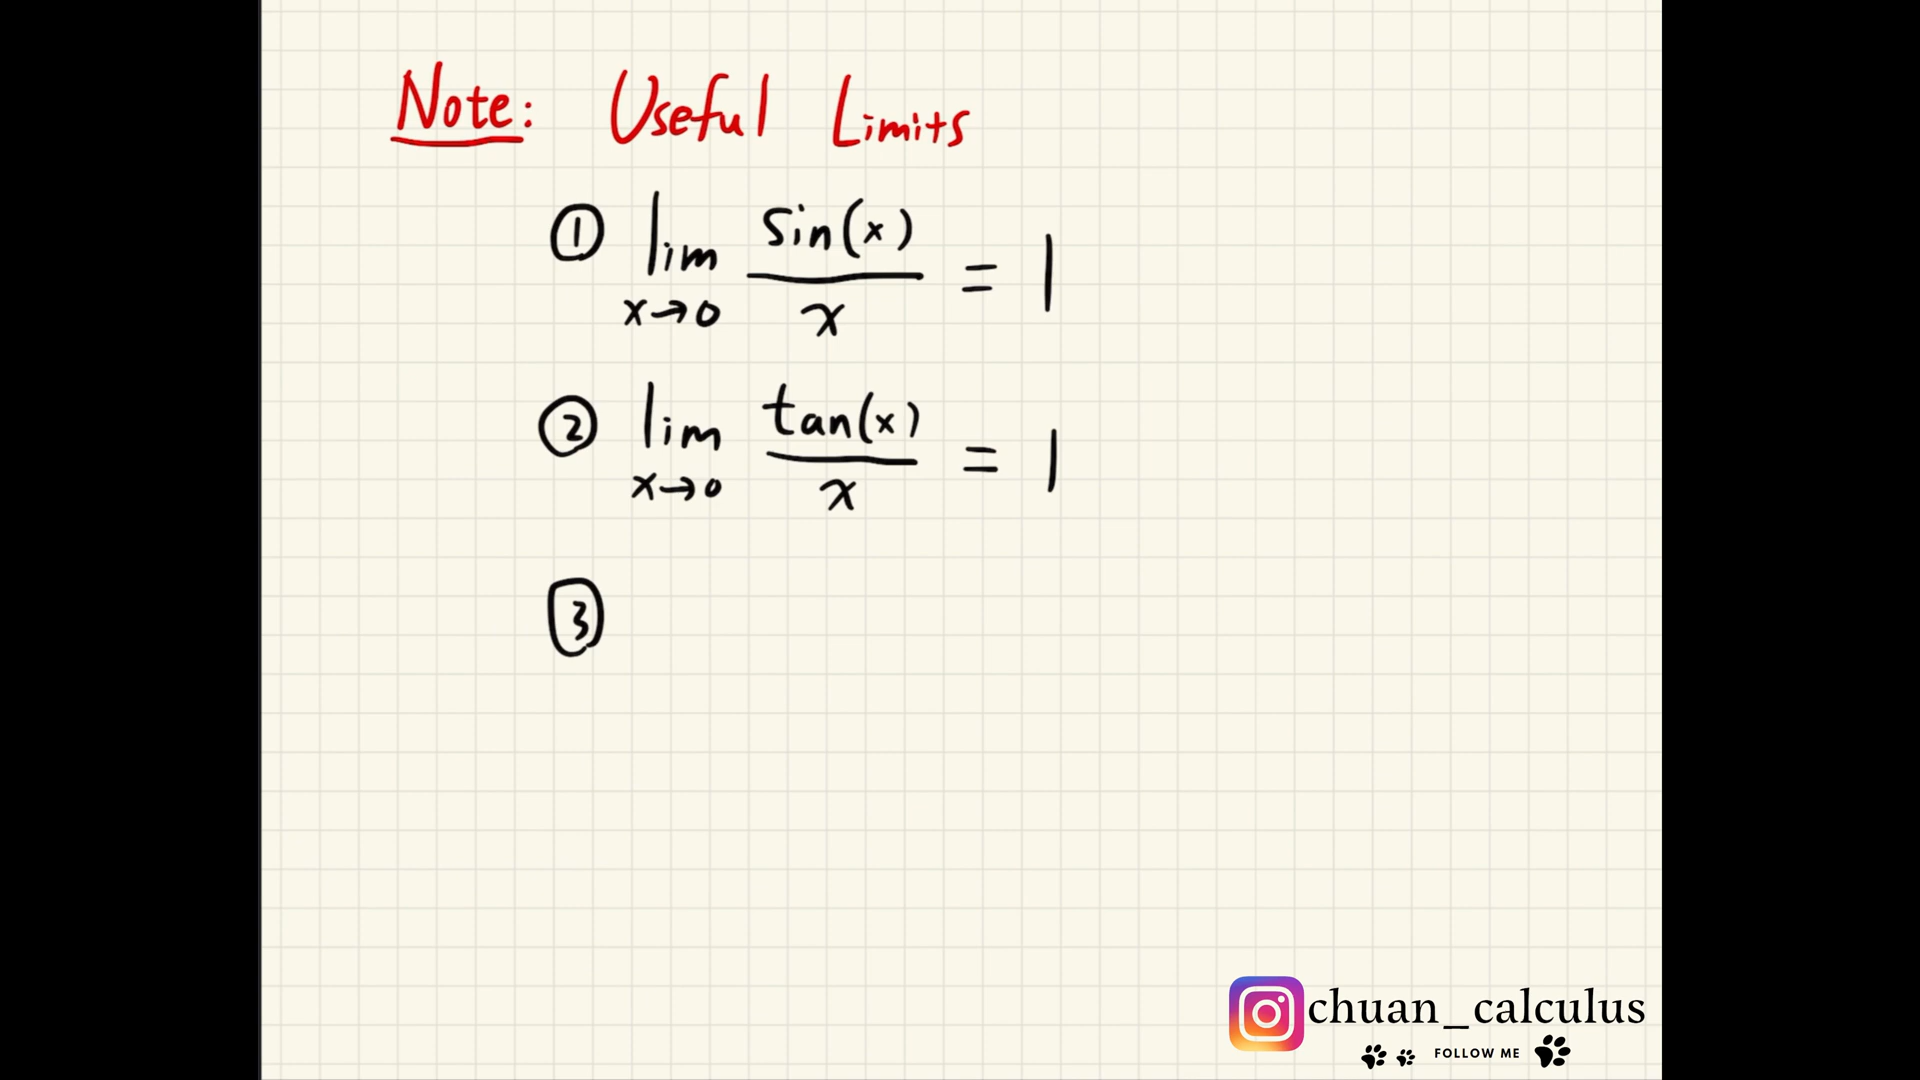 Note: Useful Limits
① lim x→0 sin(x)/x = 1
② lim x→0 tan(x)/x = 1
③
chuan_calculus
FOLLOW ME